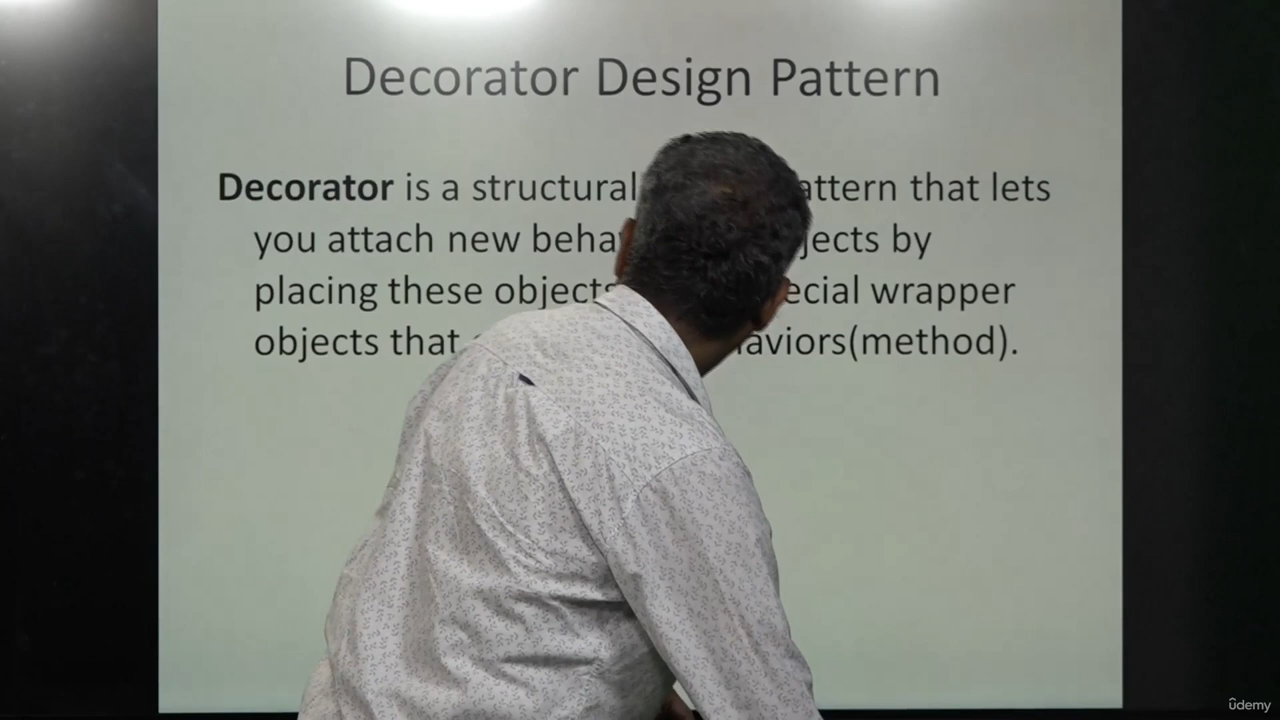 Decorator Design Pattern
Decorator is a structural attern that lets
you attach new beha jects by
placing these objects ecial wrapper
objects that aviors(method).
ûdemy